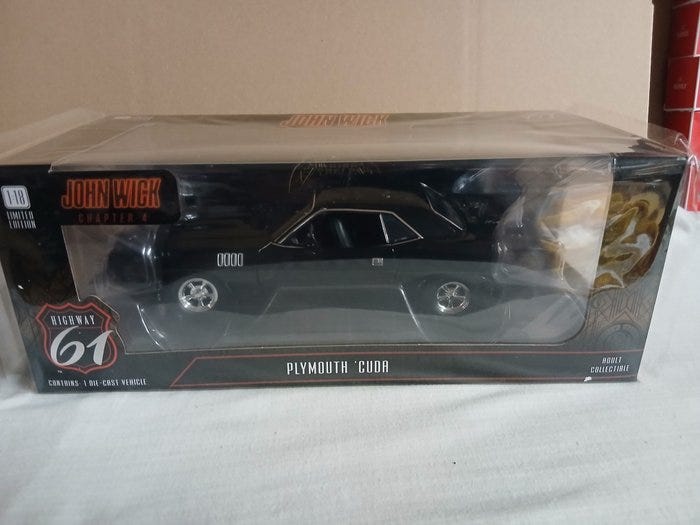 JOHN WICK
1:18
LIMITED
EDITION
JOHN WICK
CHAPTER 4
HIGHWAY
61
CONTAINS: 1 DIE-CAST VEHICLE
PLYMOUTH 'CUDA
ADULT
COLLECTIBLE